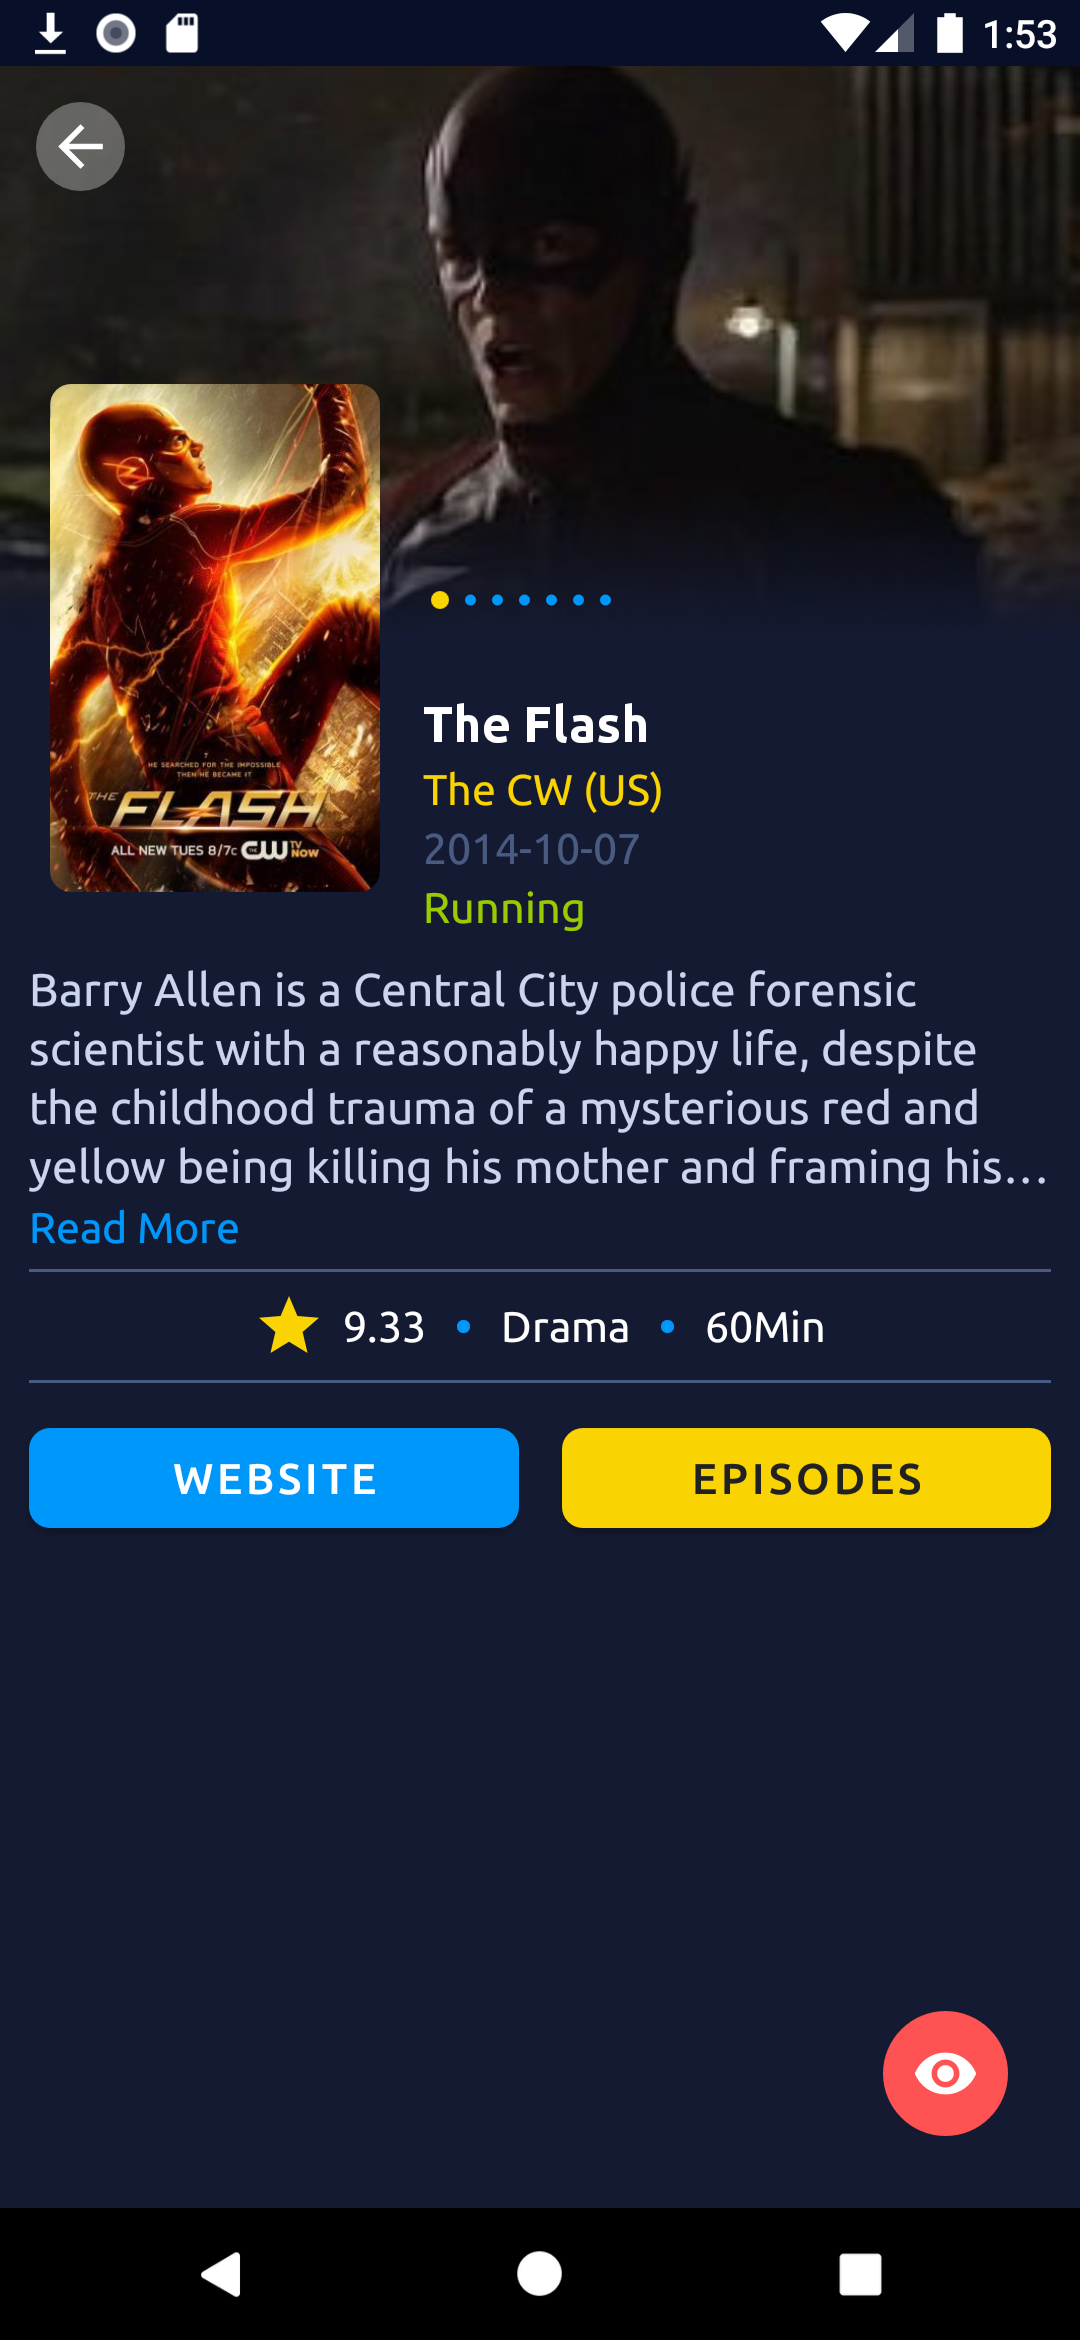 1:53
HE SEARCHED FOR THE IMPOSSIBLE
THEN HE BECAME IT
THE FLASH
ALL NEW TUES 8/7c THE CW TV NOW
The Flash
The CW (US)
2014-10-07
Running
Barry Allen is a Central City police forensic
scientist with a reasonably happy life, despite
the childhood trauma of a mysterious red and
yellow being killing his mother and framing his…
Read More
9.33 • Drama • 60Min
WEBSITE
EPISODES